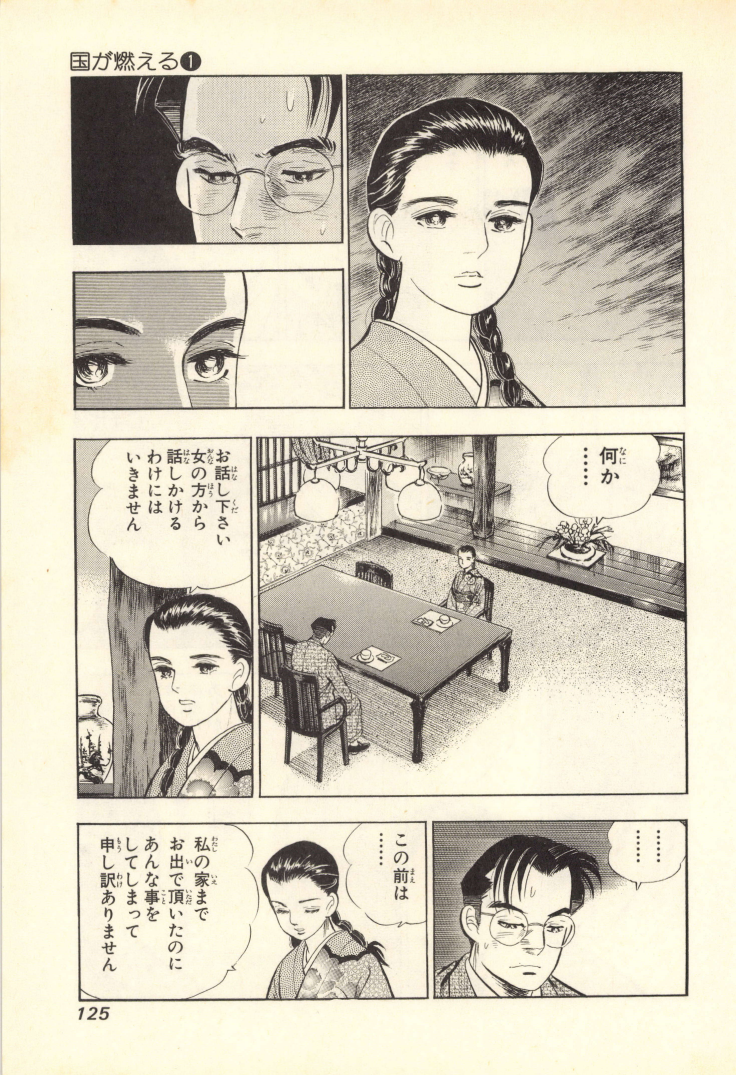 国が燃える❶
何か
……
お話し下さい
女の方から
話しかける
わけには
いきません
……
……
この前は
……
私の家まで
お出で頂いたのに
あんな事を
してしまって
申し訳ありません
125